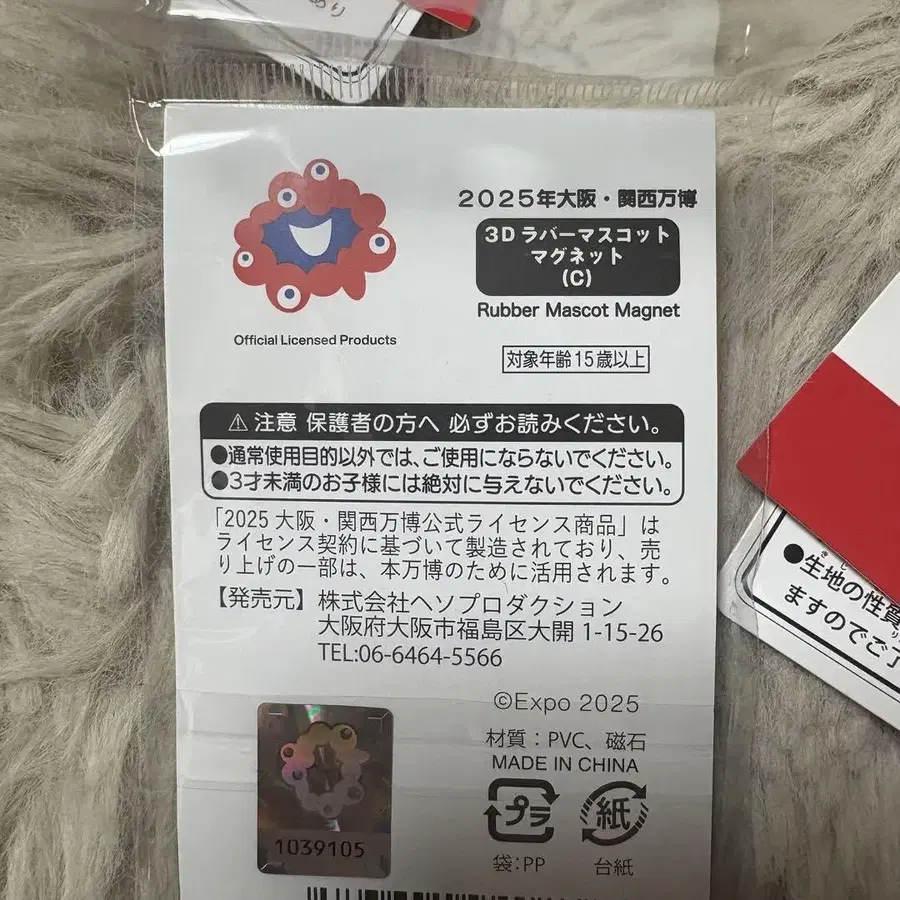 2025年大阪・関西万博
3Dラバーマスコット
マグネット
(C)
Rubber Mascot Magnet
Official Licensed Products
対象年齢15歳以上
⚠注意 保護者の方へ 必ずお読みください。
●通常使用目的以外では、ご使用にならないでください。
●3才未満のお子様には絶対に与えないでください。
「2025 大阪・関西万博公式ライセンス商品」は
ライセンス契約に基づいて製造されており、売
り上げの一部は、本万博のために活用されます。
【発売元】株式会社ヘソプロダクション
大阪府大阪市福島区大開 1-15-26
TEL:06-6464-5566
©Expo 2025
材質：PVC、磁石
MADE IN CHINA
プラ
紙
袋:PP
台紙
1039105
●生地の性質
ますのでご了